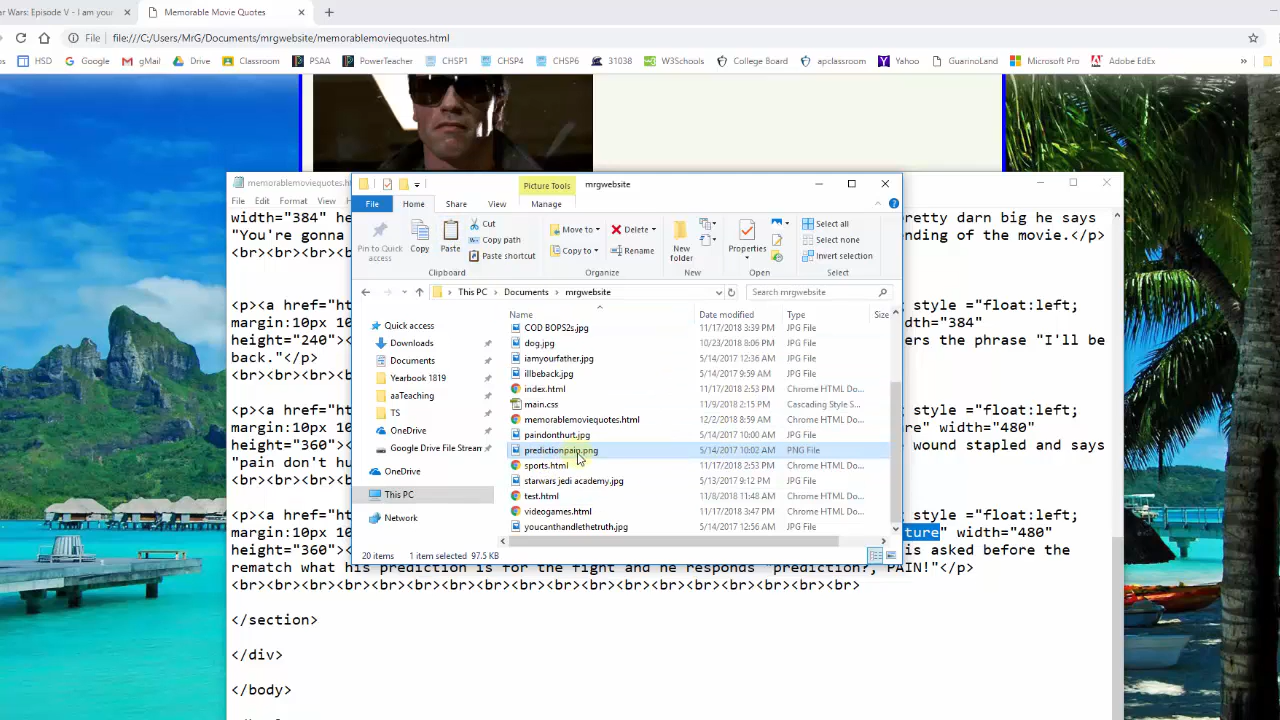 ar Wars: Episode V - I am your
Memorable Movie Quotes
File
file:///C:/Users/MrG/Documents/mrgwebsite/memorablemoviequotes.html
HSD
Google
gMail
Drive
Classroom
PSAA
PowerTeacher
CHSP1
CHSP4
CHSP6
31038
W3Schools
College Board
apclassroom
Yahoo
GuarinoLand
Microsoft Pro
Adobe EdEx
memorablemoviequotes.h
File Edit Format View
width="384" he
retty darn big he says
"You're gonna
nding of the movie.</p>
<br><br><br><b
<p><a href="ht
style ="float:left;
margin:10px 10
width="384"
height="240"><
ers the phrase "I'll be
back."</p>
<br><br><br><b
<p><a href="ht
style ="float:left;
margin:10px 10
ure" width="480"
height="360"><
wound stapled and says
"pain don't hu
<br><br><br><b
<p><a href="ht
style ="float:left;
margin:10px 10
ture" width="480"
height="360"><
is asked before the
rematch what his prediction is for the fight and he responds "prediction?, PAIN!"</p>
<br><br><br><br><br><br><br><br><br><br><br><br><br><br>
</section>
</div>
</body>
Picture Tools
mrgwebsite
File
Home
Share
View
Manage
Pin to Quick access
Copy
Paste
Cut
Copy path
Paste shortcut
Clipboard
Move to
Copy to
Delete
Rename
Organize
New folder
New
Properties
Open
Select all
Select none
Invert selection
Select
This PC
Documents
mrgwebsite
Search mrgwebsite
Quick access
Downloads
Documents
Yearbook 1819
aaTeaching
TS
OneDrive
Google Drive File Stream
OneDrive
This PC
Network
Name Date modified Type Size
COD BOPS2s.jpg 11/17/2018 3:39 PM JPG File
dog.jpg 10/23/2018 8:06 PM JPG File
iamyourfather.jpg 5/14/2017 12:36 AM JPG File
illbeback.jpg 5/14/2017 9:59 AM JPG File
index.html 11/17/2018 2:53 PM Chrome HTML Do...
main.css 11/9/2018 2:15 PM Cascading Style S...
memorablemoviequotes.html 12/2/2018 8:59 AM Chrome HTML Do...
paindonthurt.jpg 5/14/2017 10:00 AM JPG File
predictionpain.png 5/14/2017 10:02 AM PNG File
sports.html 11/17/2018 2:53 PM Chrome HTML Do...
starwars jedi academy.jpg 5/13/2017 9:12 PM JPG File
test.html 11/8/2018 11:48 AM Chrome HTML Do...
videogames.html 11/17/2018 3:47 PM Chrome HTML Do...
youcanthandlethetruth.jpg 5/14/2017 12:56 AM JPG File
20 items 1 item selected 97.5 KB